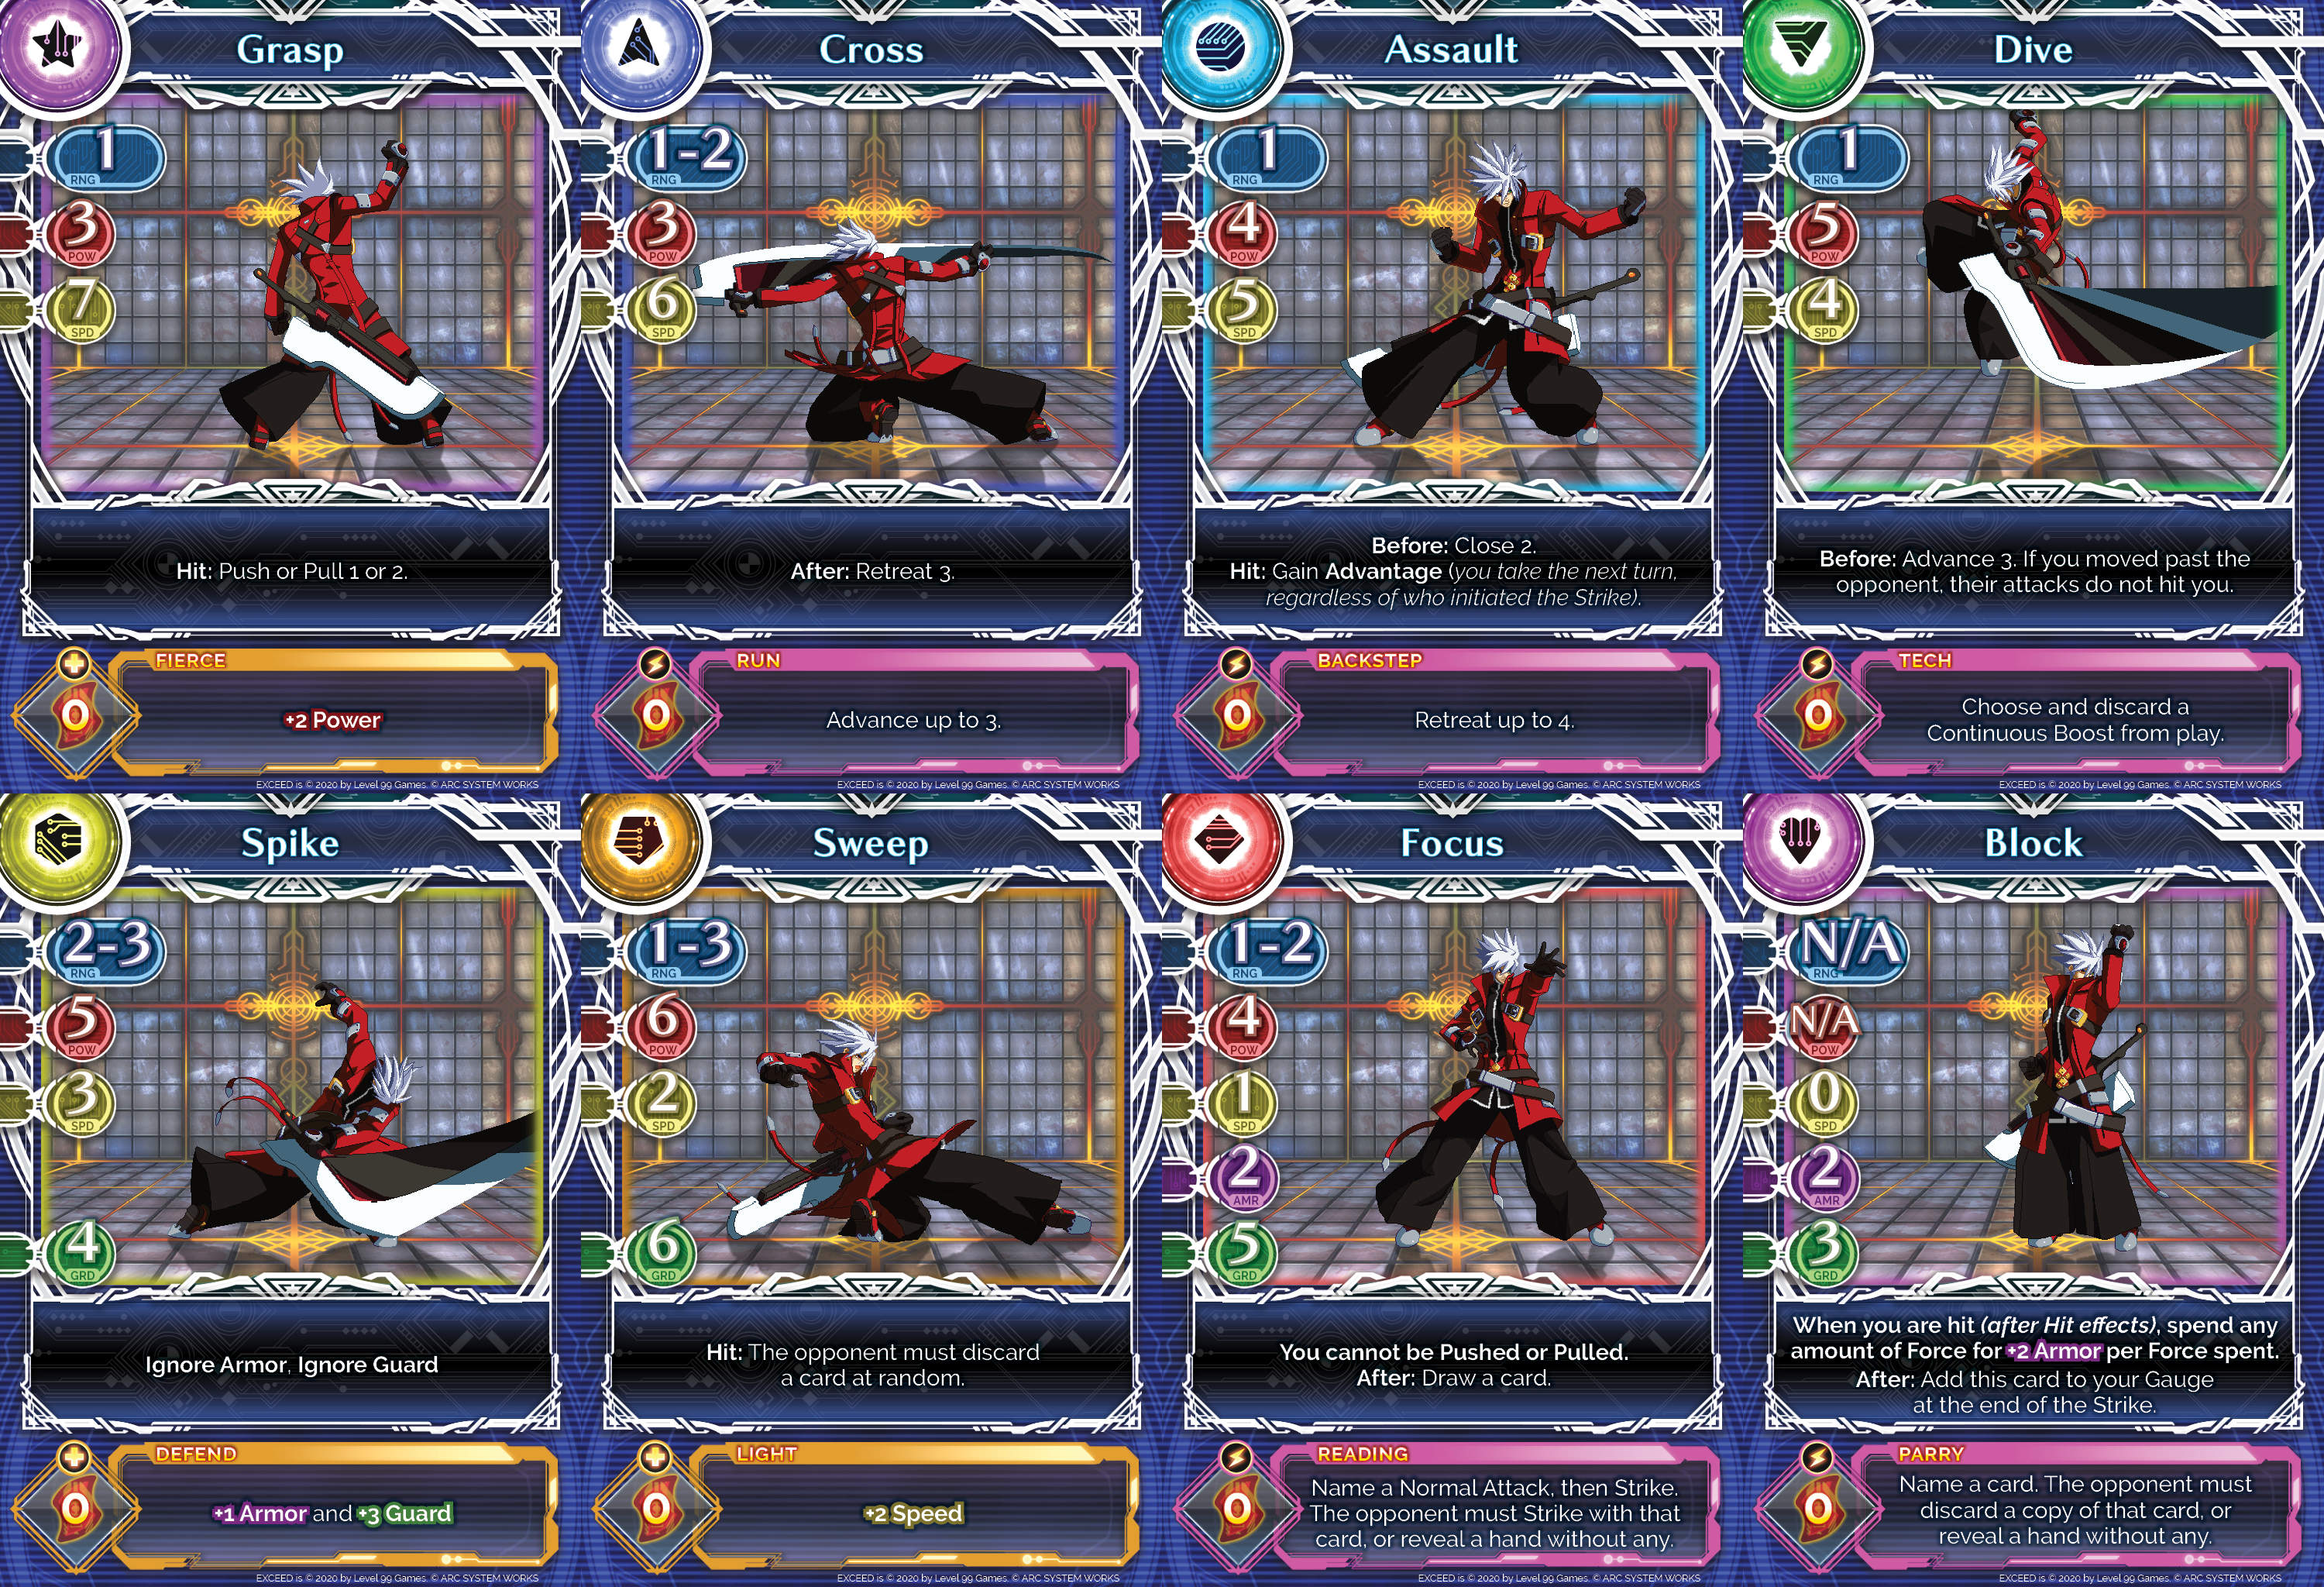 Grasp
1
RNG
3
POW
7
SPD
Hit: Push or Pull 1 or 2.
FIERCE
0
+2 Power
EXCEED is © 2020 by Level 99 Games. © ARC SYSTEM WORKS
Cross
1-2
RNG
3
POW
6
SPD
After: Retreat 3.
RUN
0
Advance up to 3.
EXCEED is © 2020 by Level 99 Games. © ARC SYSTEM WORKS
Assault
1
RNG
4
POW
5
SPD
Before: Close 2.
Hit: Gain Advantage (you take the next turn,
regardless of who initiated the Strike).
BACKSTEP
0
Retreat up to 4.
EXCEED is © 2020 by Level 99 Games. © ARC SYSTEM WORKS
Dive
1
RNG
5
POW
4
SPD
Before: Advance 3. If you moved past the
opponent, their attacks do not hit you.
TECH
0
Choose and discard a
Continuous Boost from play.
EXCEED is © 2020 by Level 99 Games. © ARC SYSTEM WORKS
Spike
2-3
RNG
5
POW
3
SPD
4
GRD
Ignore Armor, Ignore Guard
DEFEND
0
+1 Armor and +3 Guard
EXCEED is © 2020 by Level 99 Games. © ARC SYSTEM WORKS
Sweep
1-3
RNG
6
POW
2
SPD
6
GRD
Hit: The opponent must discard
a card at random.
LIGHT
0
+2 Speed
EXCEED is © 2020 by Level 99 Games. © ARC SYSTEM WORKS
Focus
1-2
RNG
4
POW
1
SPD
2
AMR
5
GRD
You cannot be Pushed or Pulled.
After: Draw a card.
READING
0
Name a Normal Attack, then Strike.
The opponent must Strike with that
card, or reveal a hand without any.
EXCEED is © 2020 by Level 99 Games. © ARC SYSTEM WORKS
Block
N/A
RNG
N/A
POW
0
SPD
2
AMR
3
GRD
When you are hit (after Hit effects), spend any
amount of Force for +2 Armor per Force spent.
After: Add this card to your Gauge
at the end of the Strike.
PARRY
0
Name a card. The opponent must
discard a copy of that card, or
reveal a hand without any.
EXCEED is © 2020 by Level 99 Games. © ARC SYSTEM WORKS